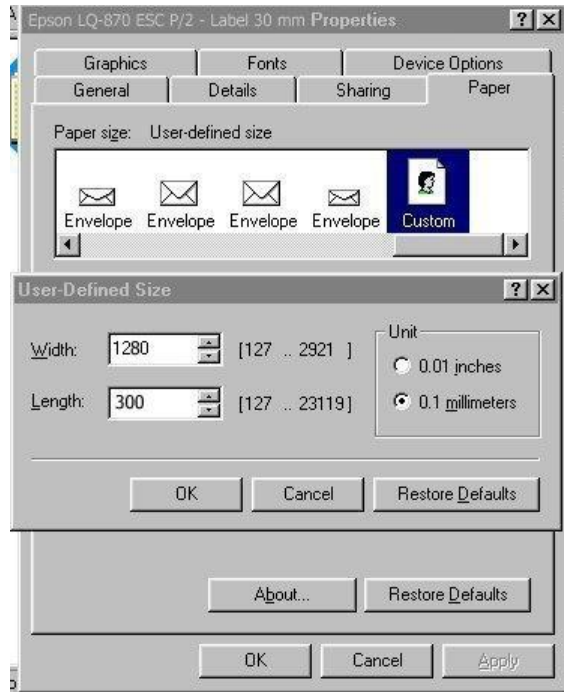 Epson LQ-870 ESC P/2 - Label 30 mm Properties
Graphics Fonts Device Options
General Details Sharing Paper
Paper size: User-defined size
Envelope Envelope Envelope Envelope Custom
User-Defined Size
Width: 1280 [127 .. 2921 ]
Length: 300 [127 .. 23119]
Unit
0.01 inches
0.1 millimeters
OK Cancel Restore Defaults
About... Restore Defaults
OK Cancel Apply